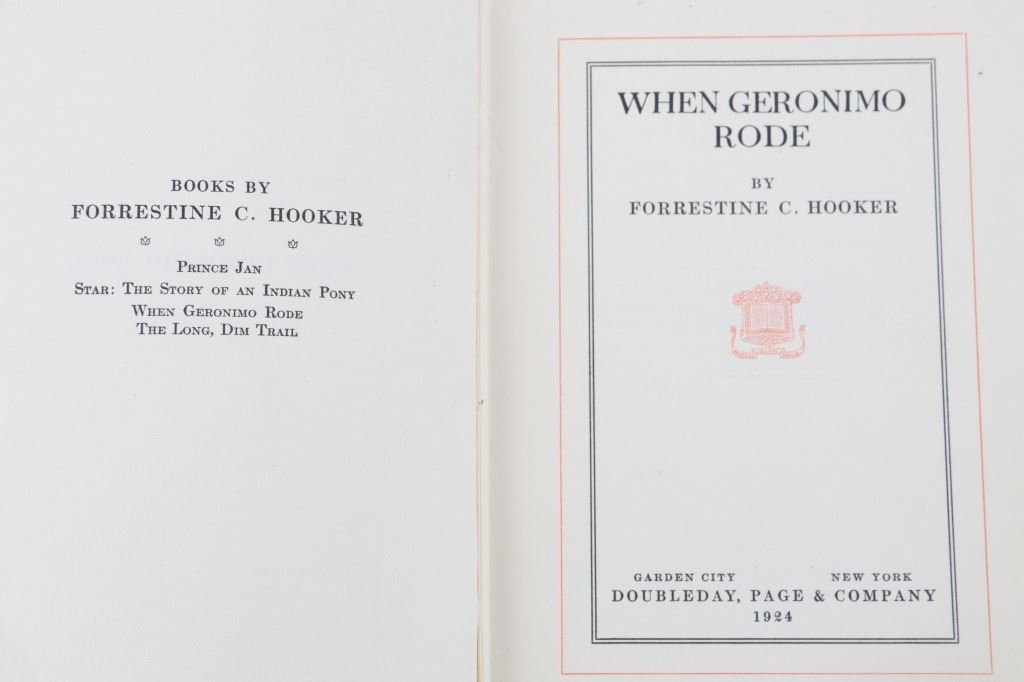 BOOKS BY
FORRESTINE C. HOOKER
PRINCE JAN
STAR: THE STORY OF AN INDIAN PONY
WHEN GERONIMO RODE
THE LONG, DIM TRAIL
WHEN GERONIMO
RODE
BY
FORRESTINE C. HOOKER
GARDEN CITY NEW YORK
DOUBLEDAY, PAGE & COMPANY
1924